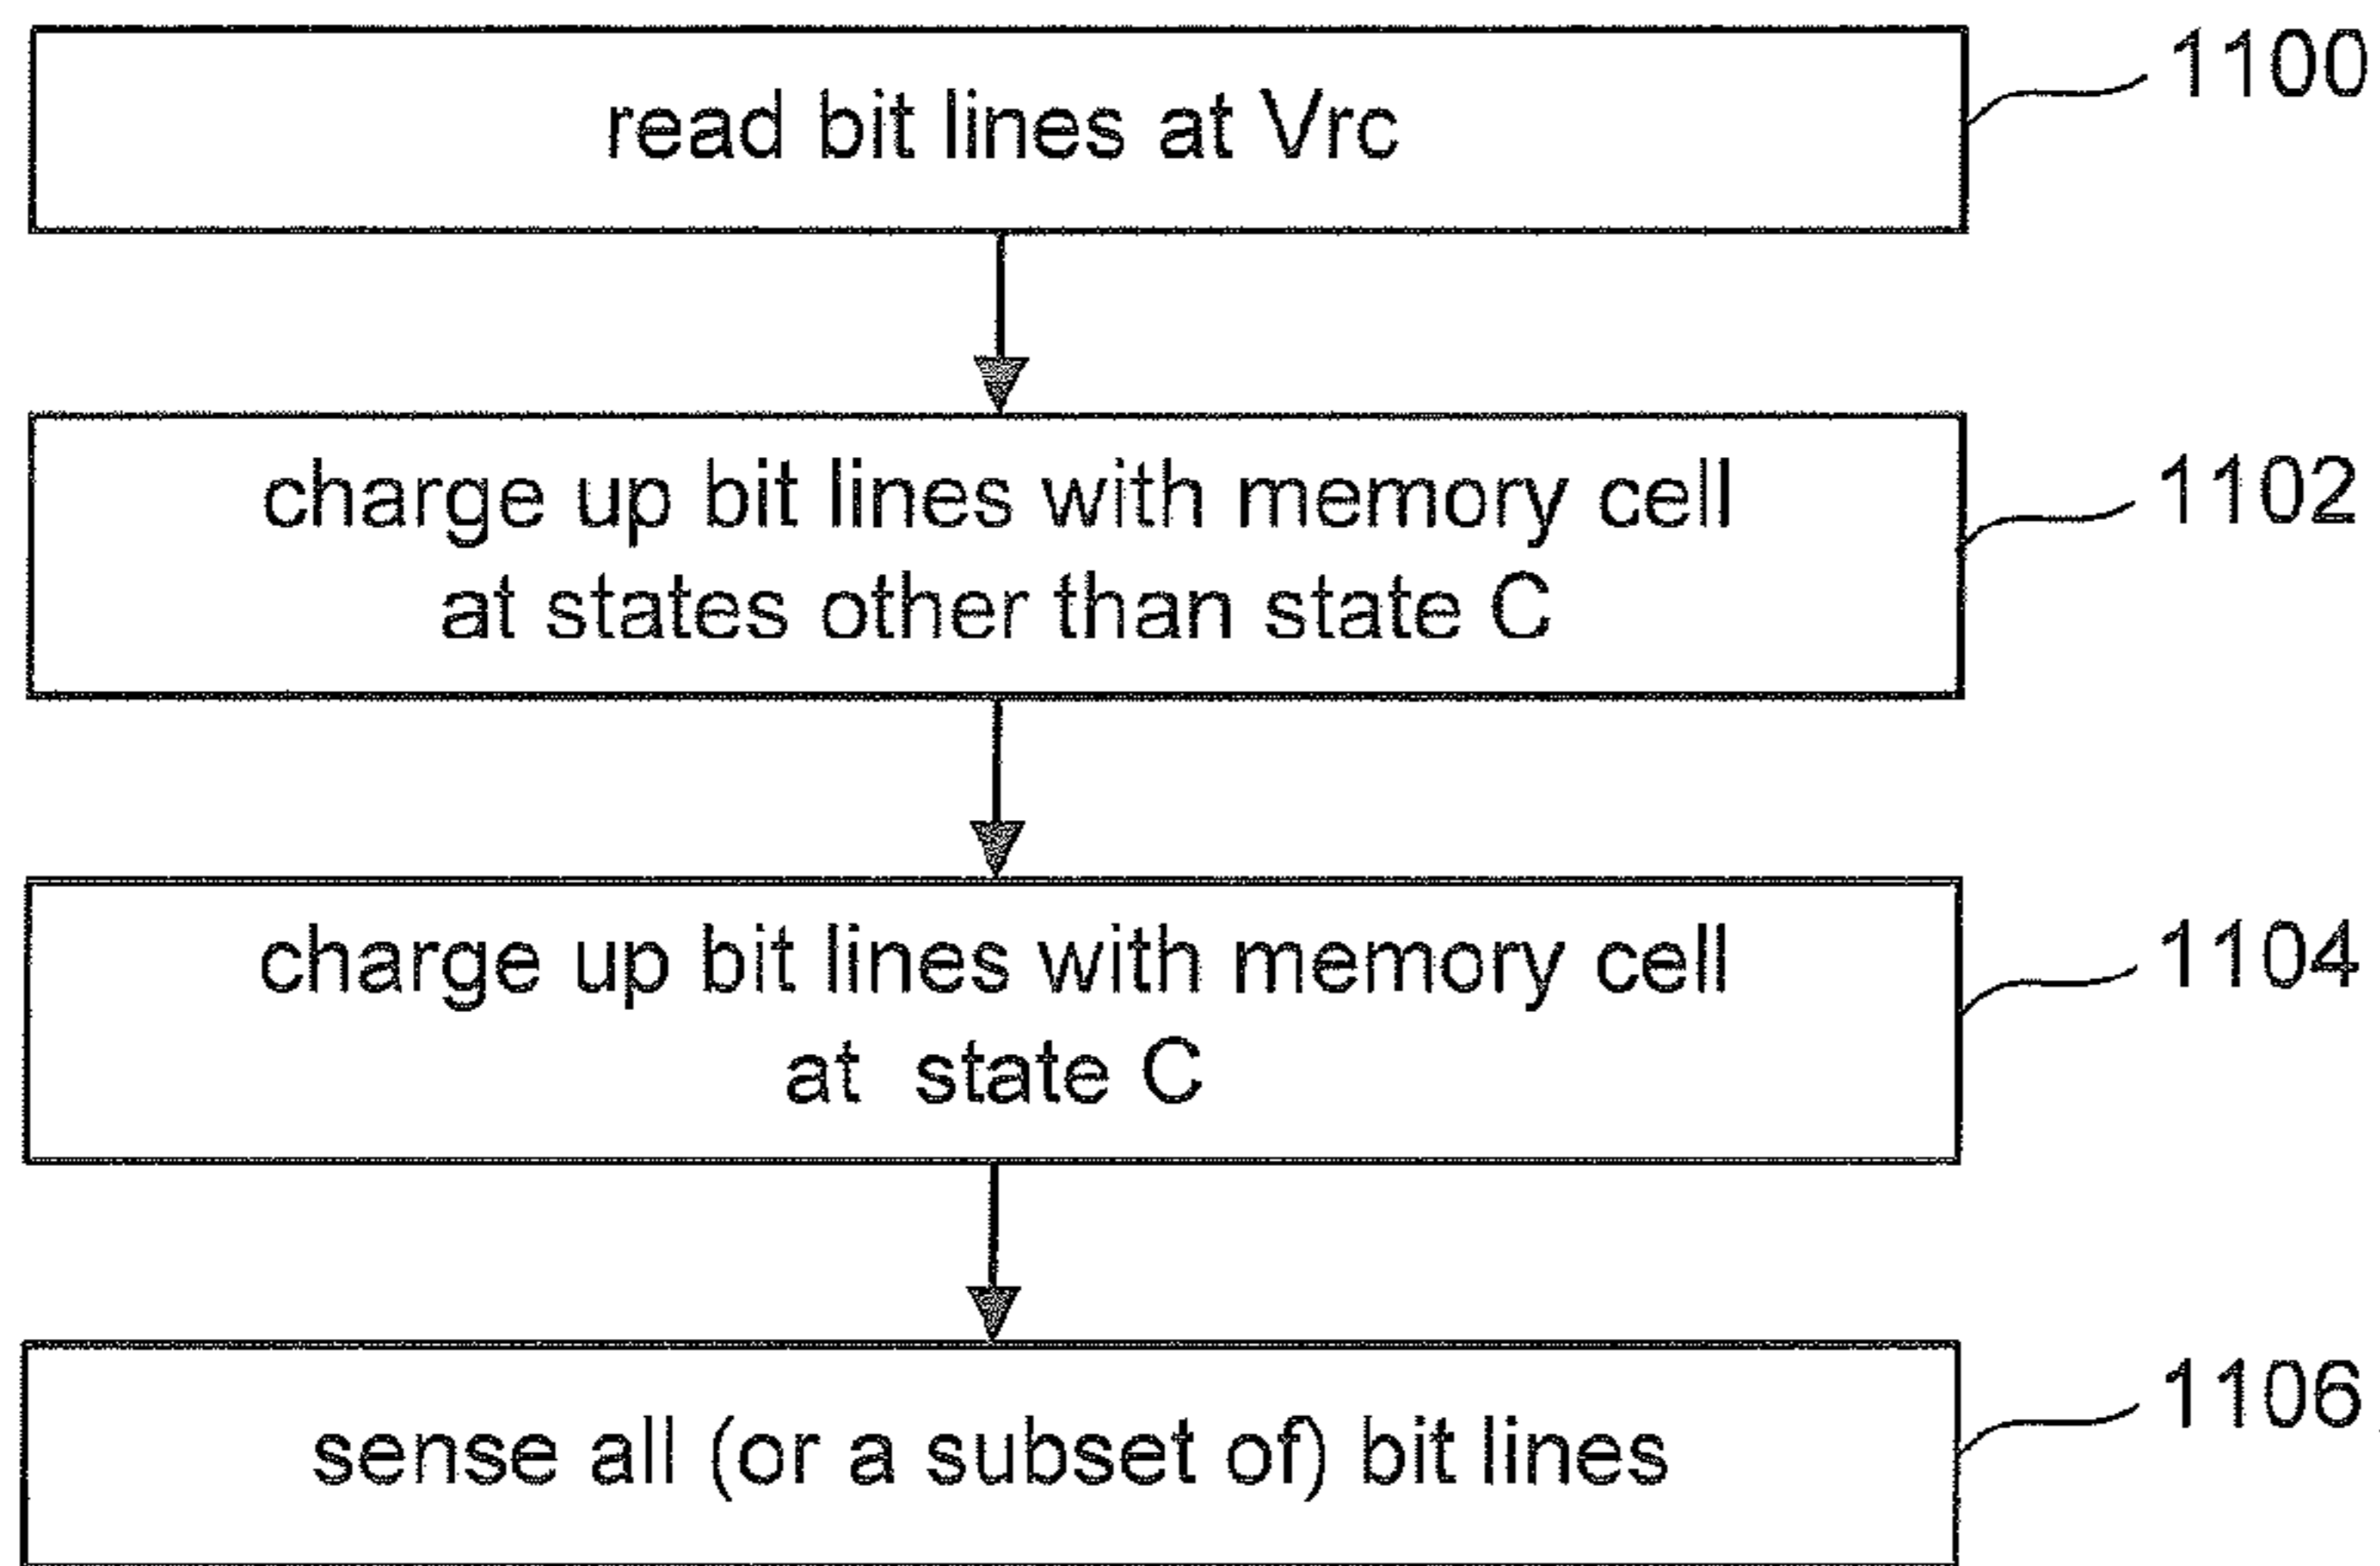 read bit lines at Vrc
1100
charge up bit lines with memory cell
at states other than state C
1102
charge up bit lines with memory cell
at state C
1104
sense all (or a subset of) bit lines
1106